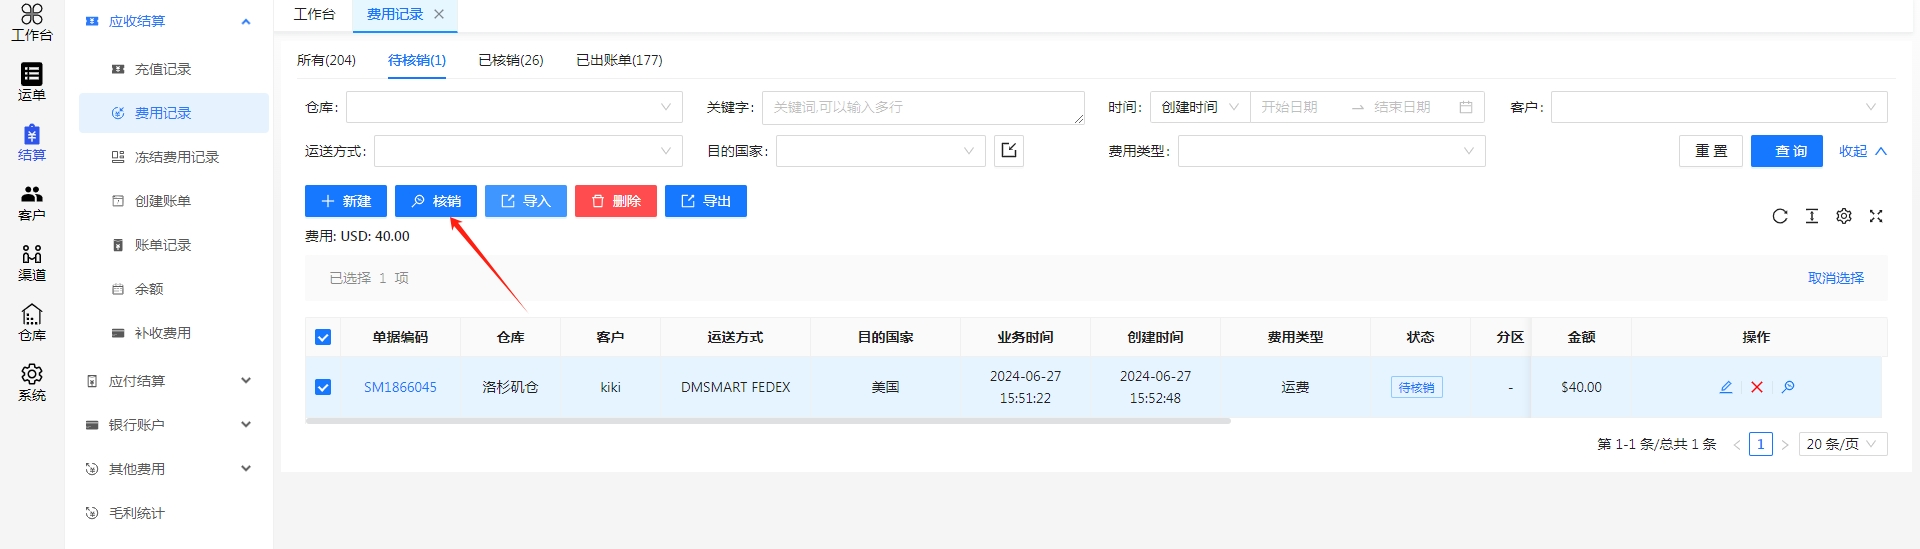 工作台
运单
结算
客户
渠道
仓库
系统
应收结算
充值记录
费用记录
冻结费用记录
创建账单
账单记录
余额
补收费用
应付结算
银行账户
其他费用
毛利统计
工作台 费用记录
所有(204) 待核销(1) 已核销(26) 已出账单(177)
仓库: 关键字: 关键词,可以输入多行 时间: 创建时间 开始日期 → 结束日期 客户:
运送方式: 目的国家: 费用类型: 重 置 查 询 收起
新建 核销 导入 删除 导出
费用: USD: 40.00
已选择 1 项 取消选择
单据编码 仓库 客户 运送方式 目的国家 业务时间 创建时间 费用类型 状态 分区 金额 操作
SM1866045 洛杉矶仓 kiki DMSMART FEDEX 美国 2024-06-27 15:51:22 2024-06-27 15:52:48 运费 待核销 - $40.00
第 1-1 条/总共 1 条 < 1 > 20 条/页